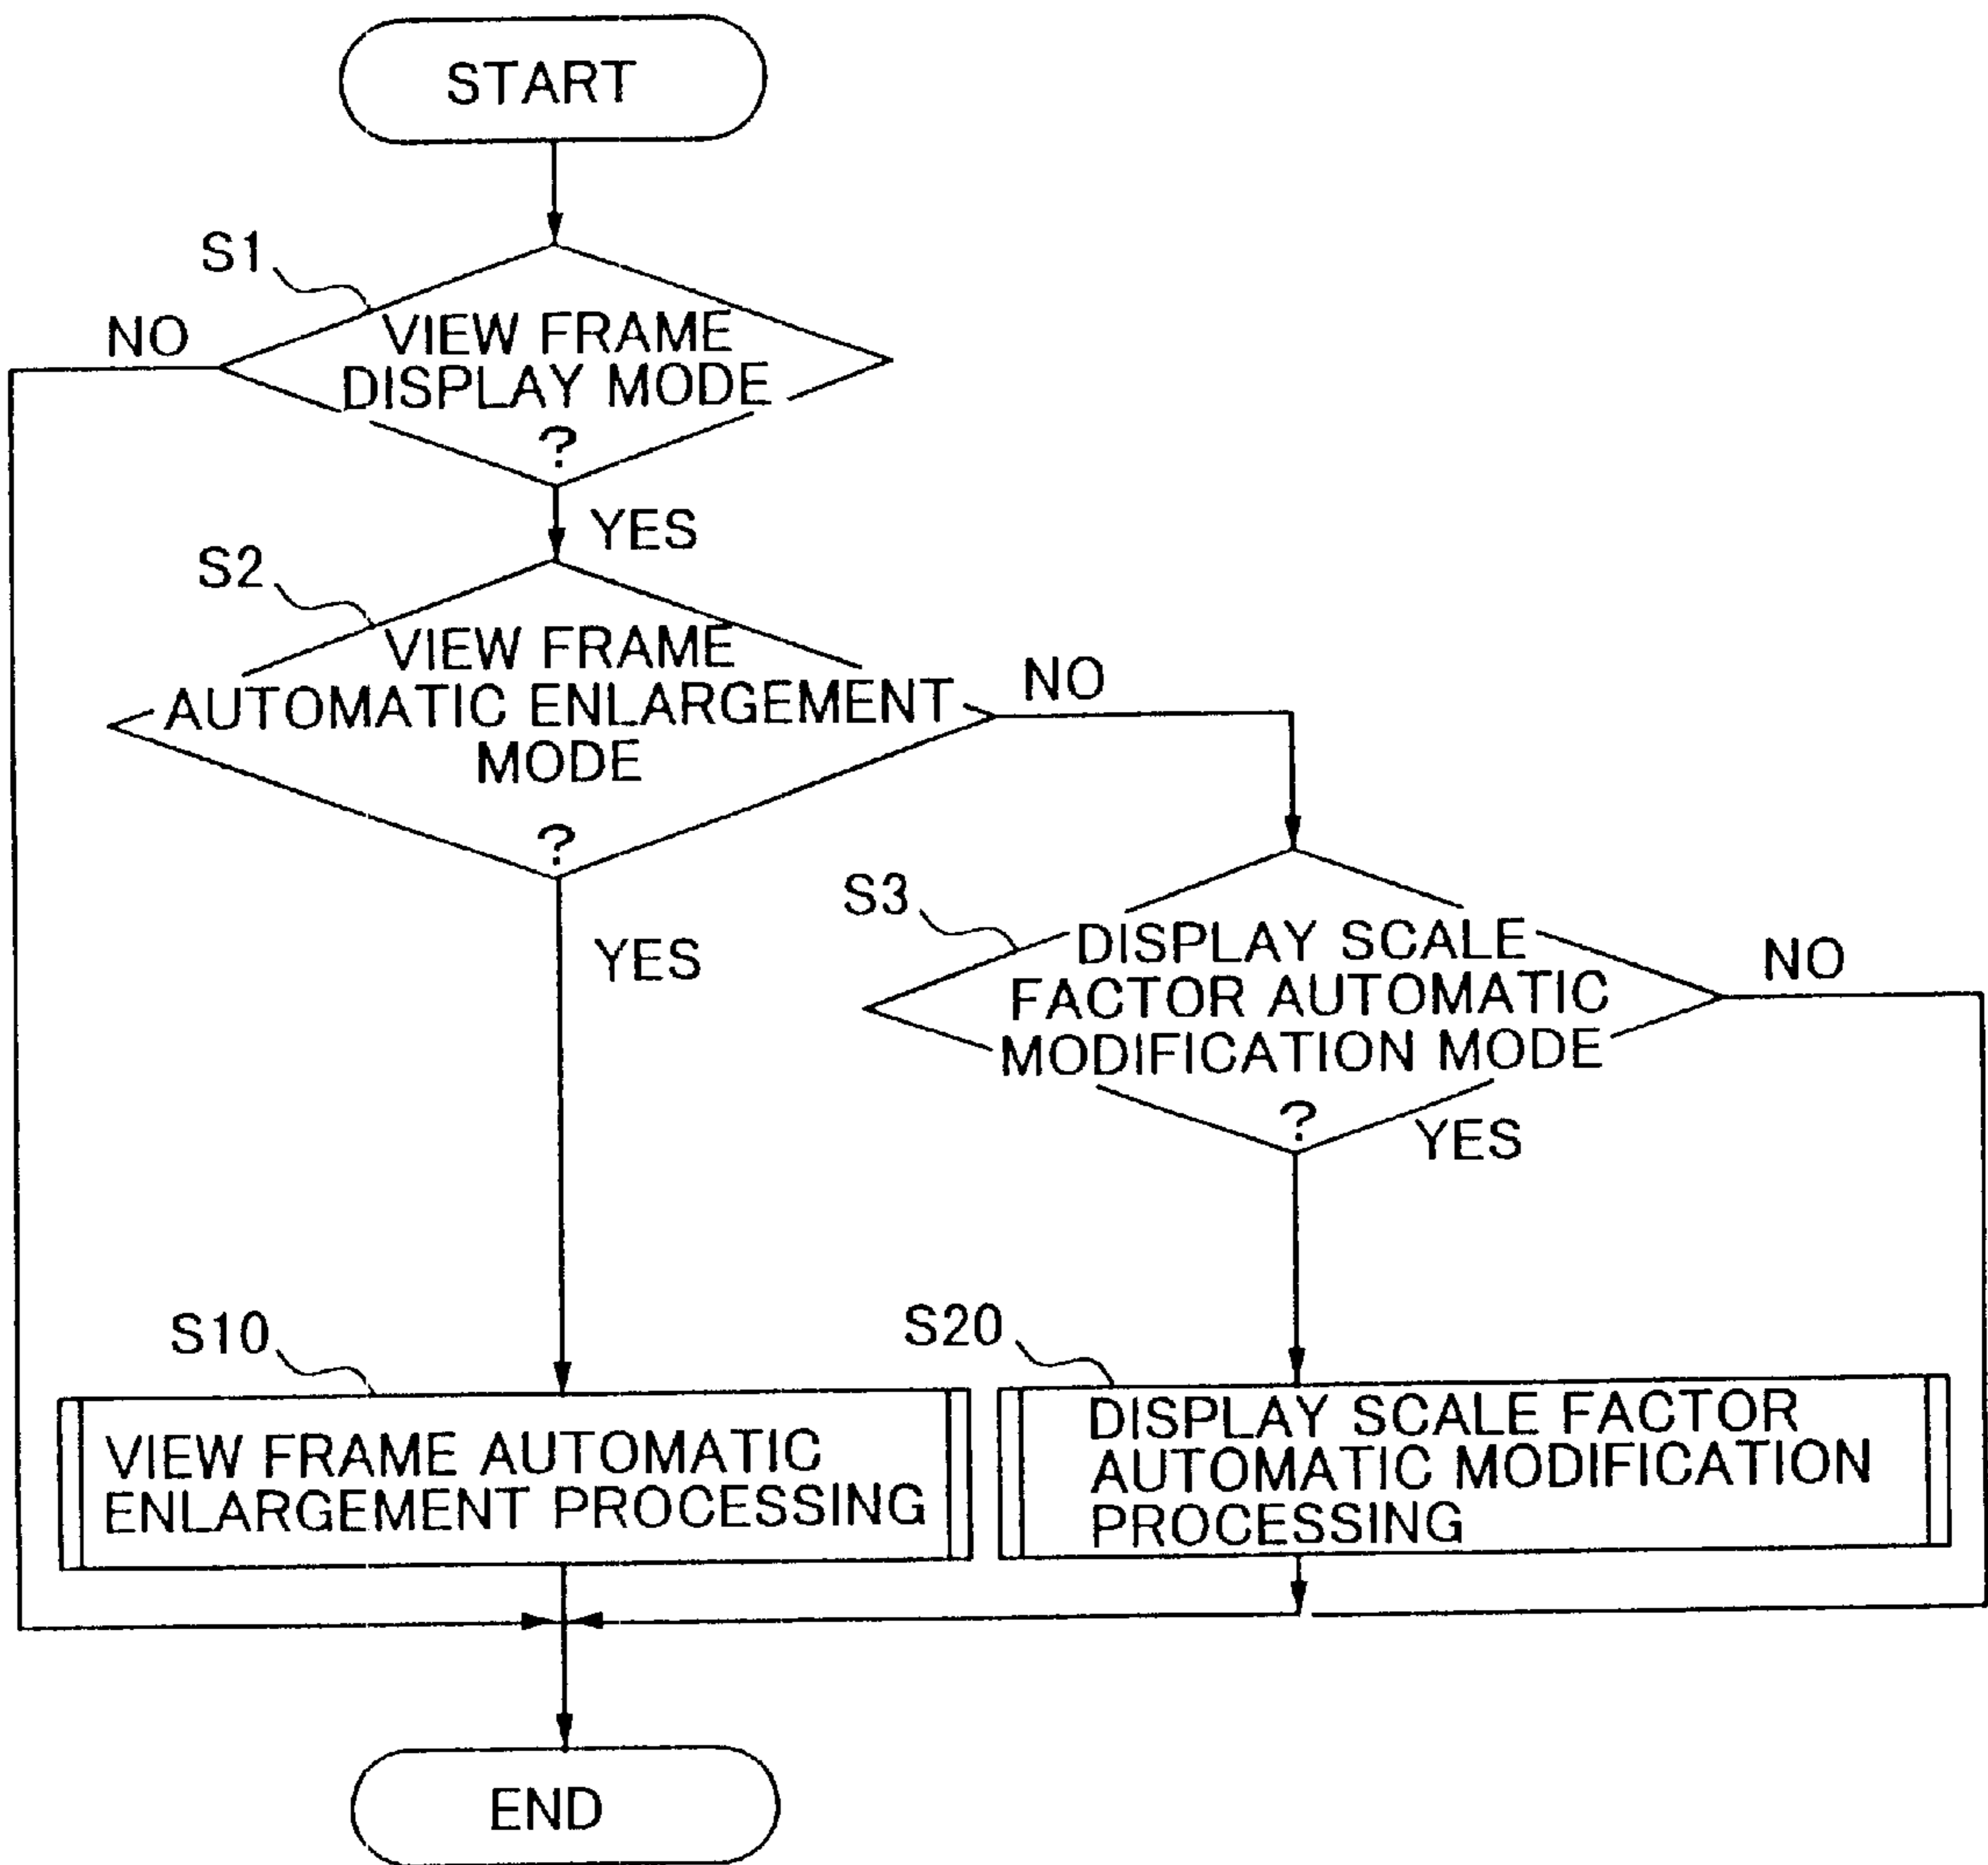 START
S1
NO
VIEW FRAME
DISPLAY MODE
?
YES
S2
VIEW FRAME
AUTOMATIC ENLARGEMENT
MODE
?
NO
YES
S3
DISPLAY SCALE
FACTOR AUTOMATIC
MODIFICATION MODE
?
NO
YES
S10
VIEW FRAME AUTOMATIC
ENLARGEMENT PROCESSING
S20
DISPLAY SCALE FACTOR
AUTOMATIC MODIFICATION
PROCESSING
END